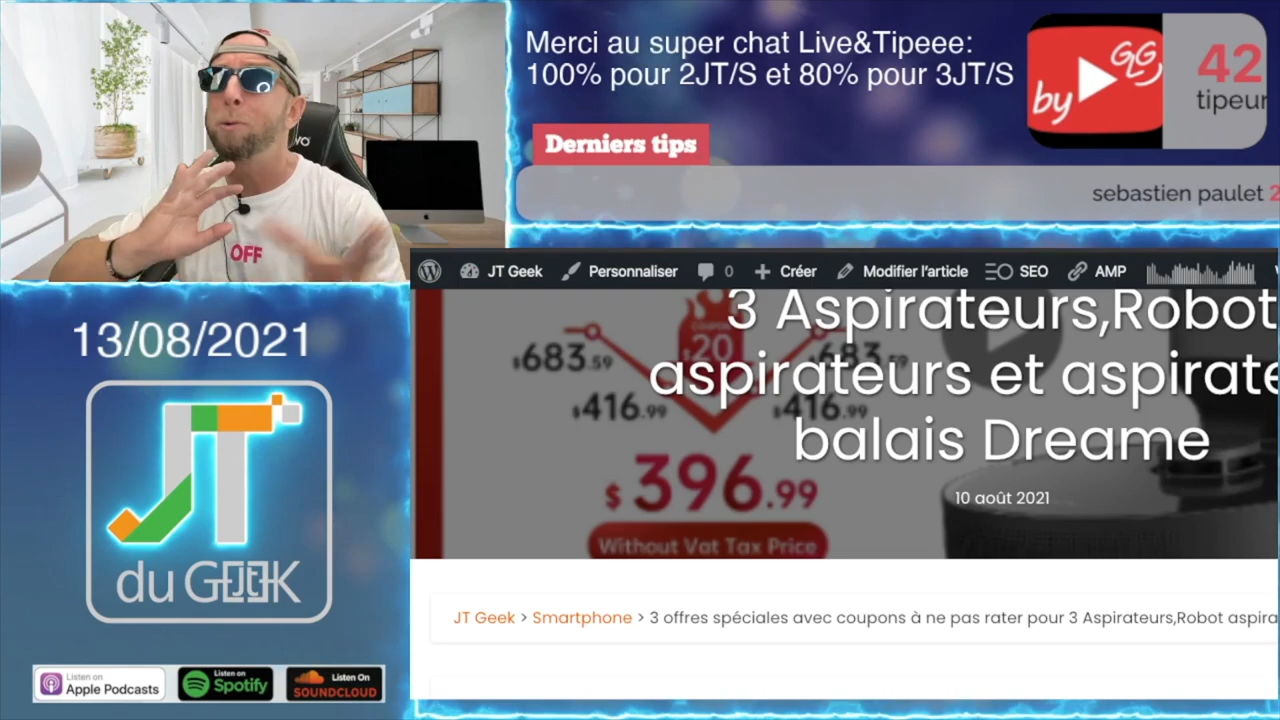 Merci au super chat Live&Tipeee:
100% pour 2JT/S et 80% pour 3JT/S
by GLG
42
tipeur
Derniers tips
sebastien paulet 2
OFF
JT Geek Personnaliser 0 Créer Modifier l'article SEO AMP
13/08/2021
3 Aspirateurs,Robot
aspirateurs et aspirate
balais Dreame
10 août 2021
$683.59
COUPON
$20
$683.59
$416.99
$416.99
$396.99
Without Vat Tax Price
JT
du GEEK
JT Geek > Smartphone > 3 offres spéciales avec coupons à ne pas rater pour 3 Aspirateurs,Robot aspira
Listen on
Apple Podcasts
Listen on
Spotify
Listen On
SOUNDCLOUD